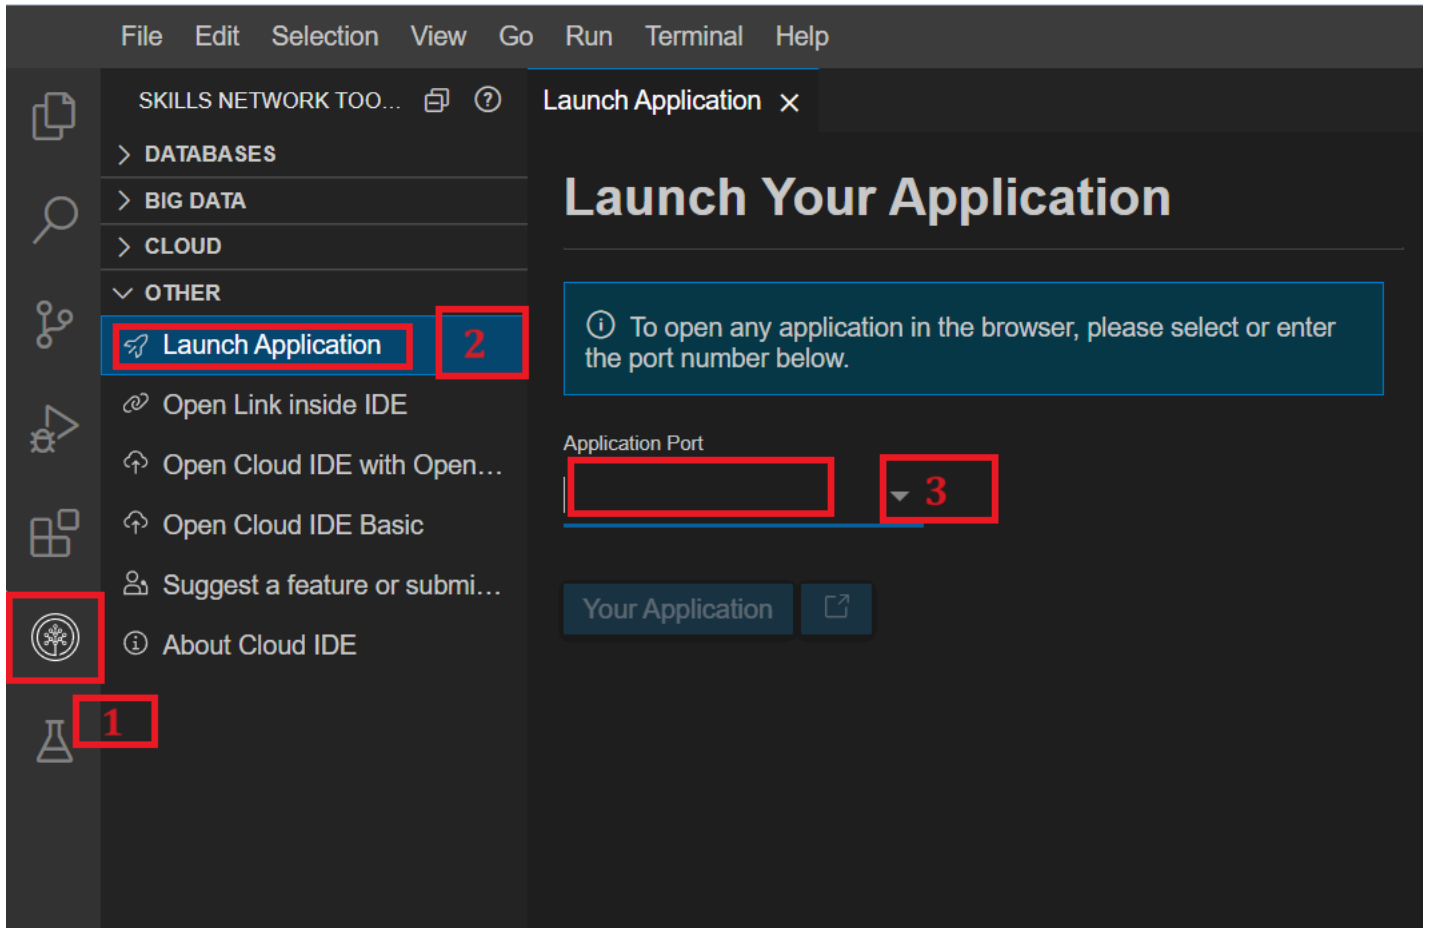 File Edit Selection View Go Run Terminal Help
SKILLS NETWORK TOO...
DATABASES
BIG DATA
CLOUD
OTHER
Launch Application 2
Open Link inside IDE
Open Cloud IDE with Open...
Open Cloud IDE Basic
Suggest a feature or submi...
About Cloud IDE
1
Launch Application
Launch Your Application
To open any application in the browser, please select or enter
the port number below.
Application Port
3
Your Application